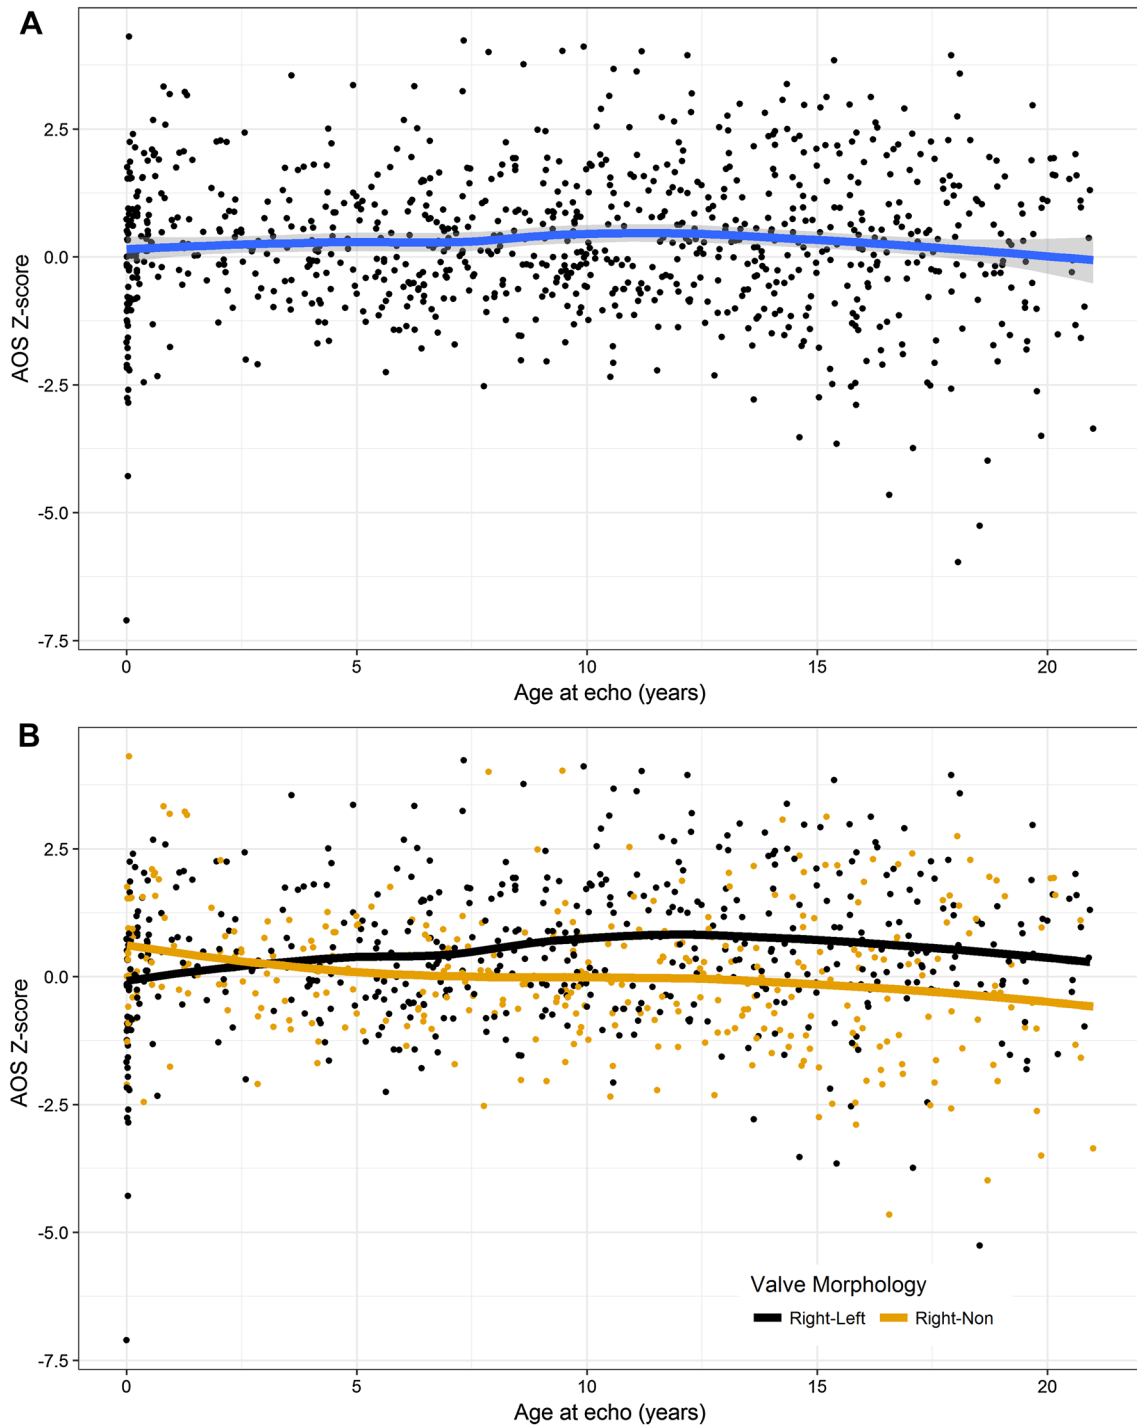 A
AOS Z-score
2.5
0.0
-2.5
-5.0
-7.5
0 5 10 15 20
Age at echo (years)
B
AOS Z-score
2.5
0.0
-2.5
-5.0
-7.5
Valve Morphology
Right-Left Right-Non
0 5 10 15 20
Age at echo (years)